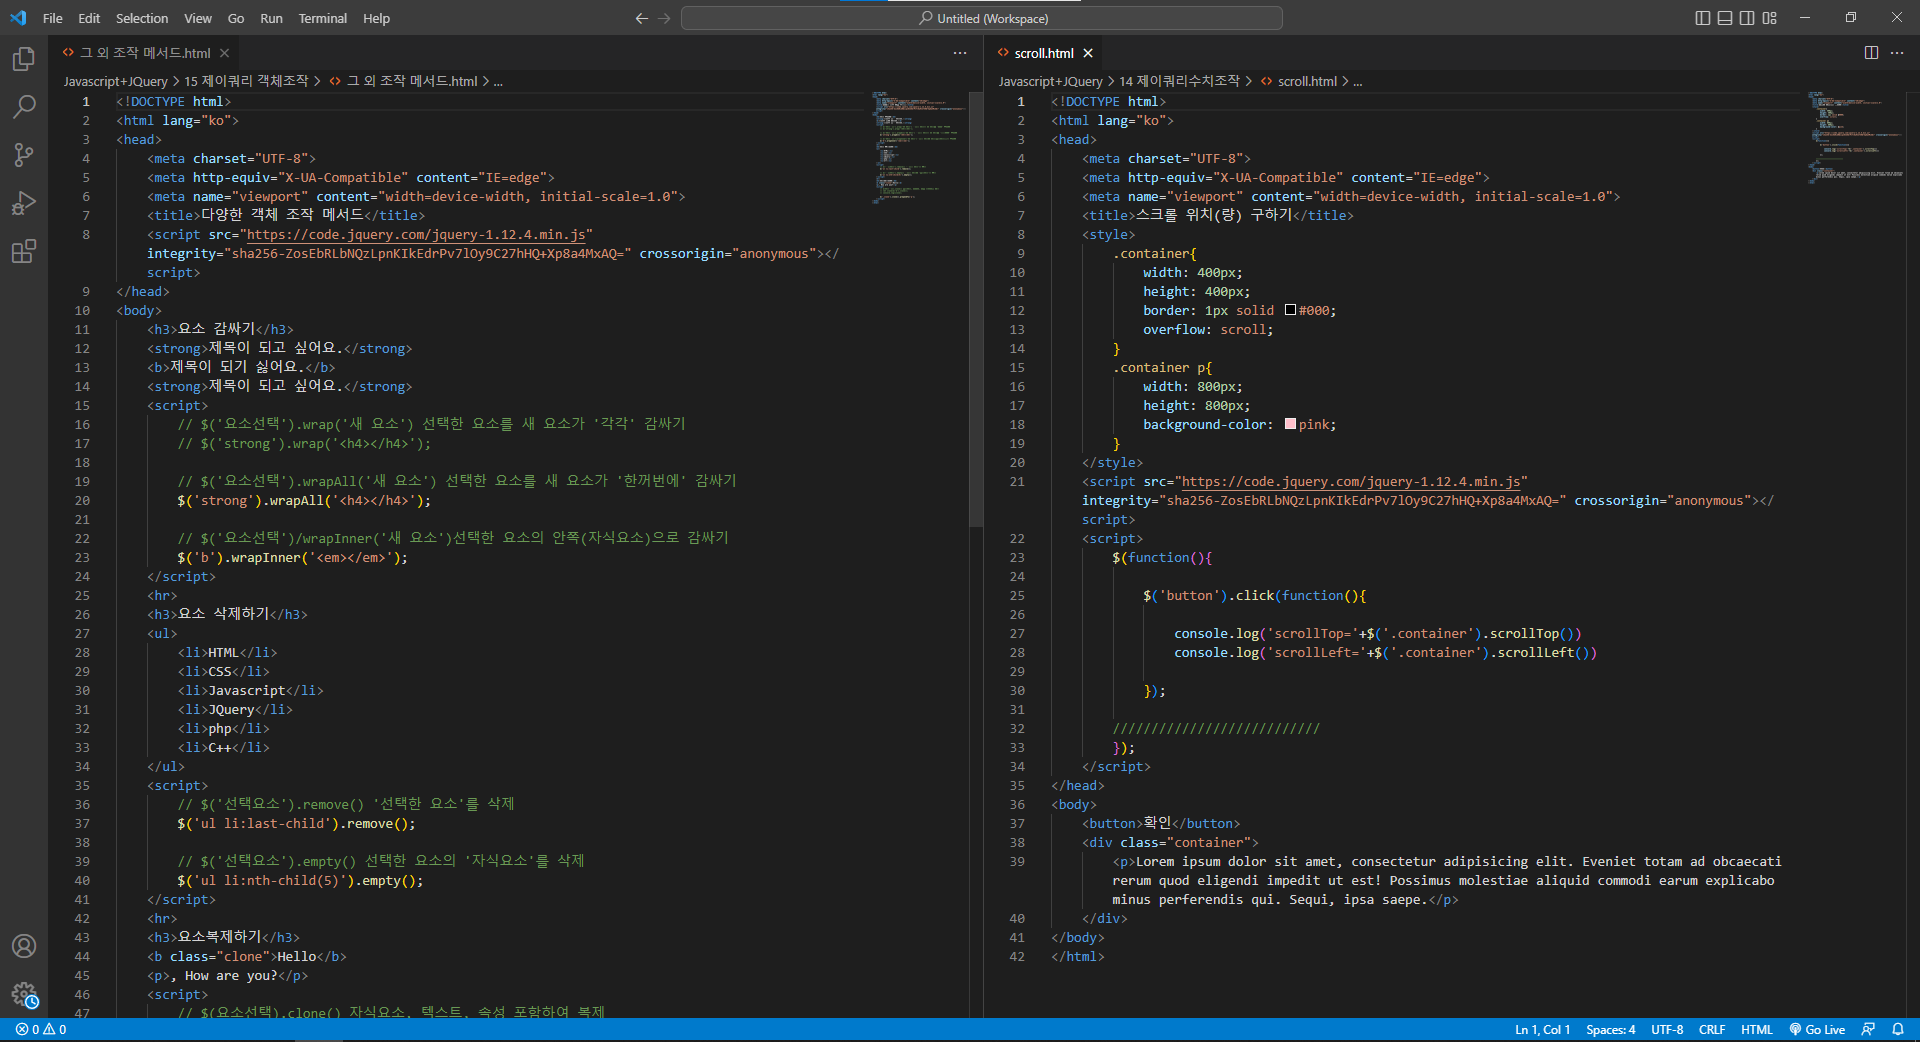 File Edit Selection View Go Run Terminal Help
Untitled (Workspace)
그 외 조작 메서드.html
Javascript+JQuery > 15 제이쿼리 객체조작 > 그 외 조작 메서드.html > ...
1 <!DOCTYPE html>
2 <html lang="ko">
3 <head>
4 <meta charset="UTF-8">
5 <meta http-equiv="X-UA-Compatible" content="IE=edge">
6 <meta name="viewport" content="width=device-width, initial-scale=1.0">
7 <title>다양한 객체 조작 메서드</title>
8 <script src="https://code.jquery.com/jquery-1.12.4.min.js"
integrity="sha256-ZosEbRLbNQzLpnKIkEdrPv7lOy9C27hHQ+Xp8a4MxAQ=" crossorigin="anonymous"></
script>
9 </head>
10 <body>
11 <h3>요소 감싸기</h3>
12 <strong>제목이 되고 싶어요.</strong>
13 <b>제목이 되기 싫어요.</b>
14 <strong>제목이 되고 싶어요.</strong>
15 <script>
16 // $('요소선택').wrap('새 요소') 선택한 요소를 새 요소가 '각각' 감싸기
17 // $('strong').wrap('<h4></h4>');
18
19 // $('요소선택').wrapAll('새 요소') 선택한 요소를 새 요소가 '한꺼번에' 감싸기
20 $('strong').wrapAll('<h4></h4>');
21
22 // $('요소선택')/wrapInner('새 요소')선택한 요소의 안쪽(자식요소)으로 감싸기
23 $('b').wrapInner('<em></em>');
24 </script>
25 <hr>
26 <h3>요소 삭제하기</h3>
27 <ul>
28 <li>HTML</li>
29 <li>CSS</li>
30 <li>Javascript</li>
31 <li>JQuery</li>
32 <li>php</li>
33 <li>C++</li>
34 </ul>
35 <script>
36 // $('선택요소').remove() '선택한 요소'를 삭제
37 $('ul li:last-child').remove();
38
39 // $('선택요소').empty() 선택한 요소의 '자식요소'를 삭제
40 $('ul li:nth-child(5)').empty();
41 </script>
42 <hr>
43 <h3>요소복제하기</h3>
44 <b class="clone">Hello</b>
45 <p>, How are you?</p>
46 <script>
47 // $(요소선택).clone() 자식요소, 텍스트, 속성 포함하여 복제
scroll.html
Javascript+JQuery > 14 제이쿼리수치조작 > scroll.html > ...
1 <!DOCTYPE html>
2 <html lang="ko">
3 <head>
4 <meta charset="UTF-8">
5 <meta http-equiv="X-UA-Compatible" content="IE=edge">
6 <meta name="viewport" content="width=device-width, initial-scale=1.0">
7 <title>스크롤 위치(량) 구하기</title>
8 <style>
9 .container{
10 width: 400px;
11 height: 400px;
12 border: 1px solid #000;
13 overflow: scroll;
14 }
15 .container p{
16 width: 800px;
17 height: 800px;
18 background-color: pink;
19 }
20 </style>
21 <script src="https://code.jquery.com/jquery-1.12.4.min.js"
integrity="sha256-ZosEbRLbNQzLpnKIkEdrPv7lOy9C27hHQ+Xp8a4MxAQ=" crossorigin="anonymous"></
script>
22 <script>
23 $(function(){
24
25 $('button').click(function(){
26
27 console.log('scrollTop='+$('.container').scrollTop())
28 console.log('scrollLeft='+$('.container').scrollLeft())
29
30 });
31
32 ///////////////////////////
33 });
34 </script>
35 </head>
36 <body>
37 <button>확인</button>
38 <div class="container">
39 <p>Lorem ipsum dolor sit amet, consectetur adipisicing elit. Eveniet totam ad obcaecati
rerum quod eligendi impedit ut est! Possimus molestiae aliquid commodi earum explicabo
minus perferendis qui. Sequi, ipsa saepe.</p>
40 </div>
41 </body>
42 </html>
0 0
Ln 1, Col 1 Spaces: 4 UTF-8 CRLF HTML Go Live